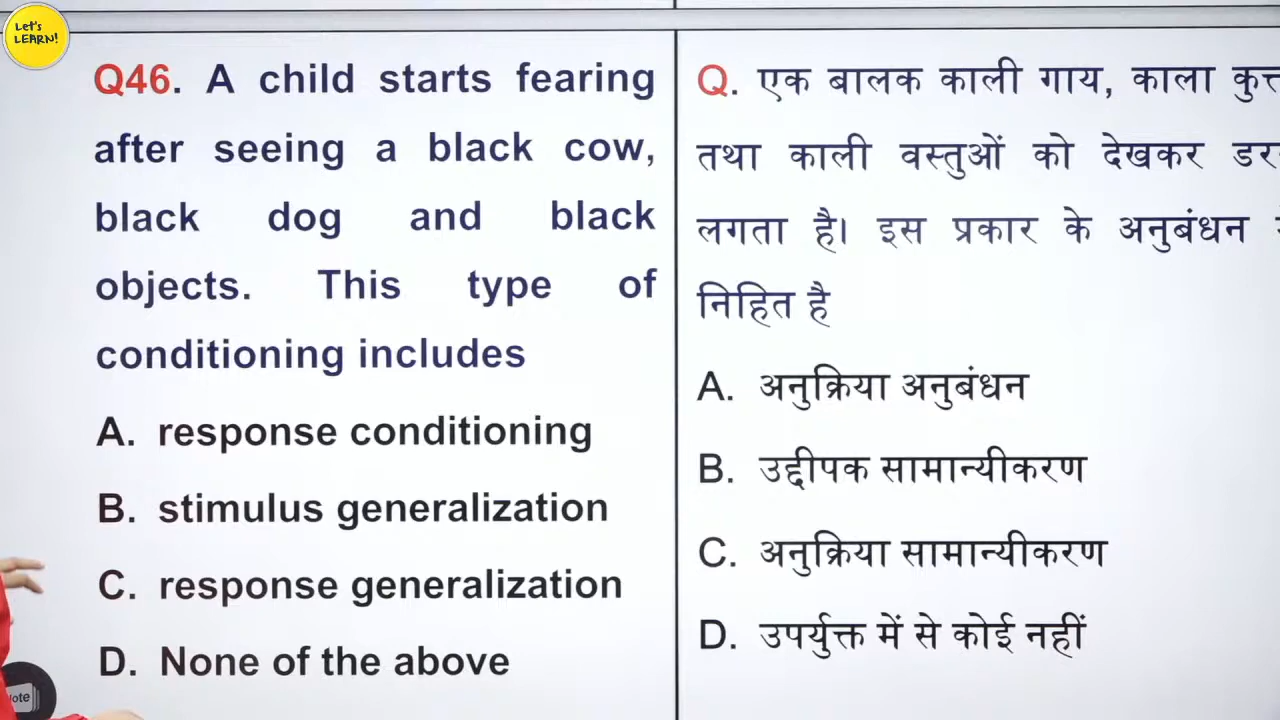 Let's
LEARN!
Q46. A child starts fearing
after seeing a black cow,
black dog and black
objects. This type of
conditioning includes
A. response conditioning
B. stimulus generalization
C. response generalization
D. None of the above
Q. एक बालक काली गाय, काला
तथा काली वस्तुओं को देखकर
लगता है। इस प्रकार के अनुबंधन
निहित है
A. अनुक्रिया अनुबंधन
B. उद्दीपक सामान्यीकरण
C. अनुक्रिया सामान्यीकरण
D. उपर्युक्त में से कोई नहीं